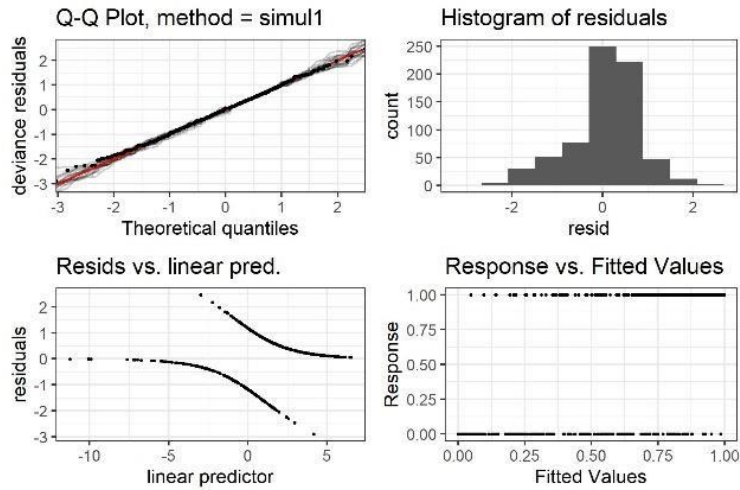 Q-Q Plot, method = simul1
deviance residuals
2
1
0
-1
-2
-3
-3 -2 -1 0 1 2
Theoretical quantiles
Histogram of residuals
count
250
200
150
100
50
0
-2 0 2
resid
Resids vs. linear pred.
residuals
2
1
0
-1
-2
-3
-10 -5 0 5
linear predictor
Response vs. Fitted Values
Response
1.00
0.75
0.50
0.25
0.00
0.00 0.25 0.50 0.75 1.00
Fitted Values